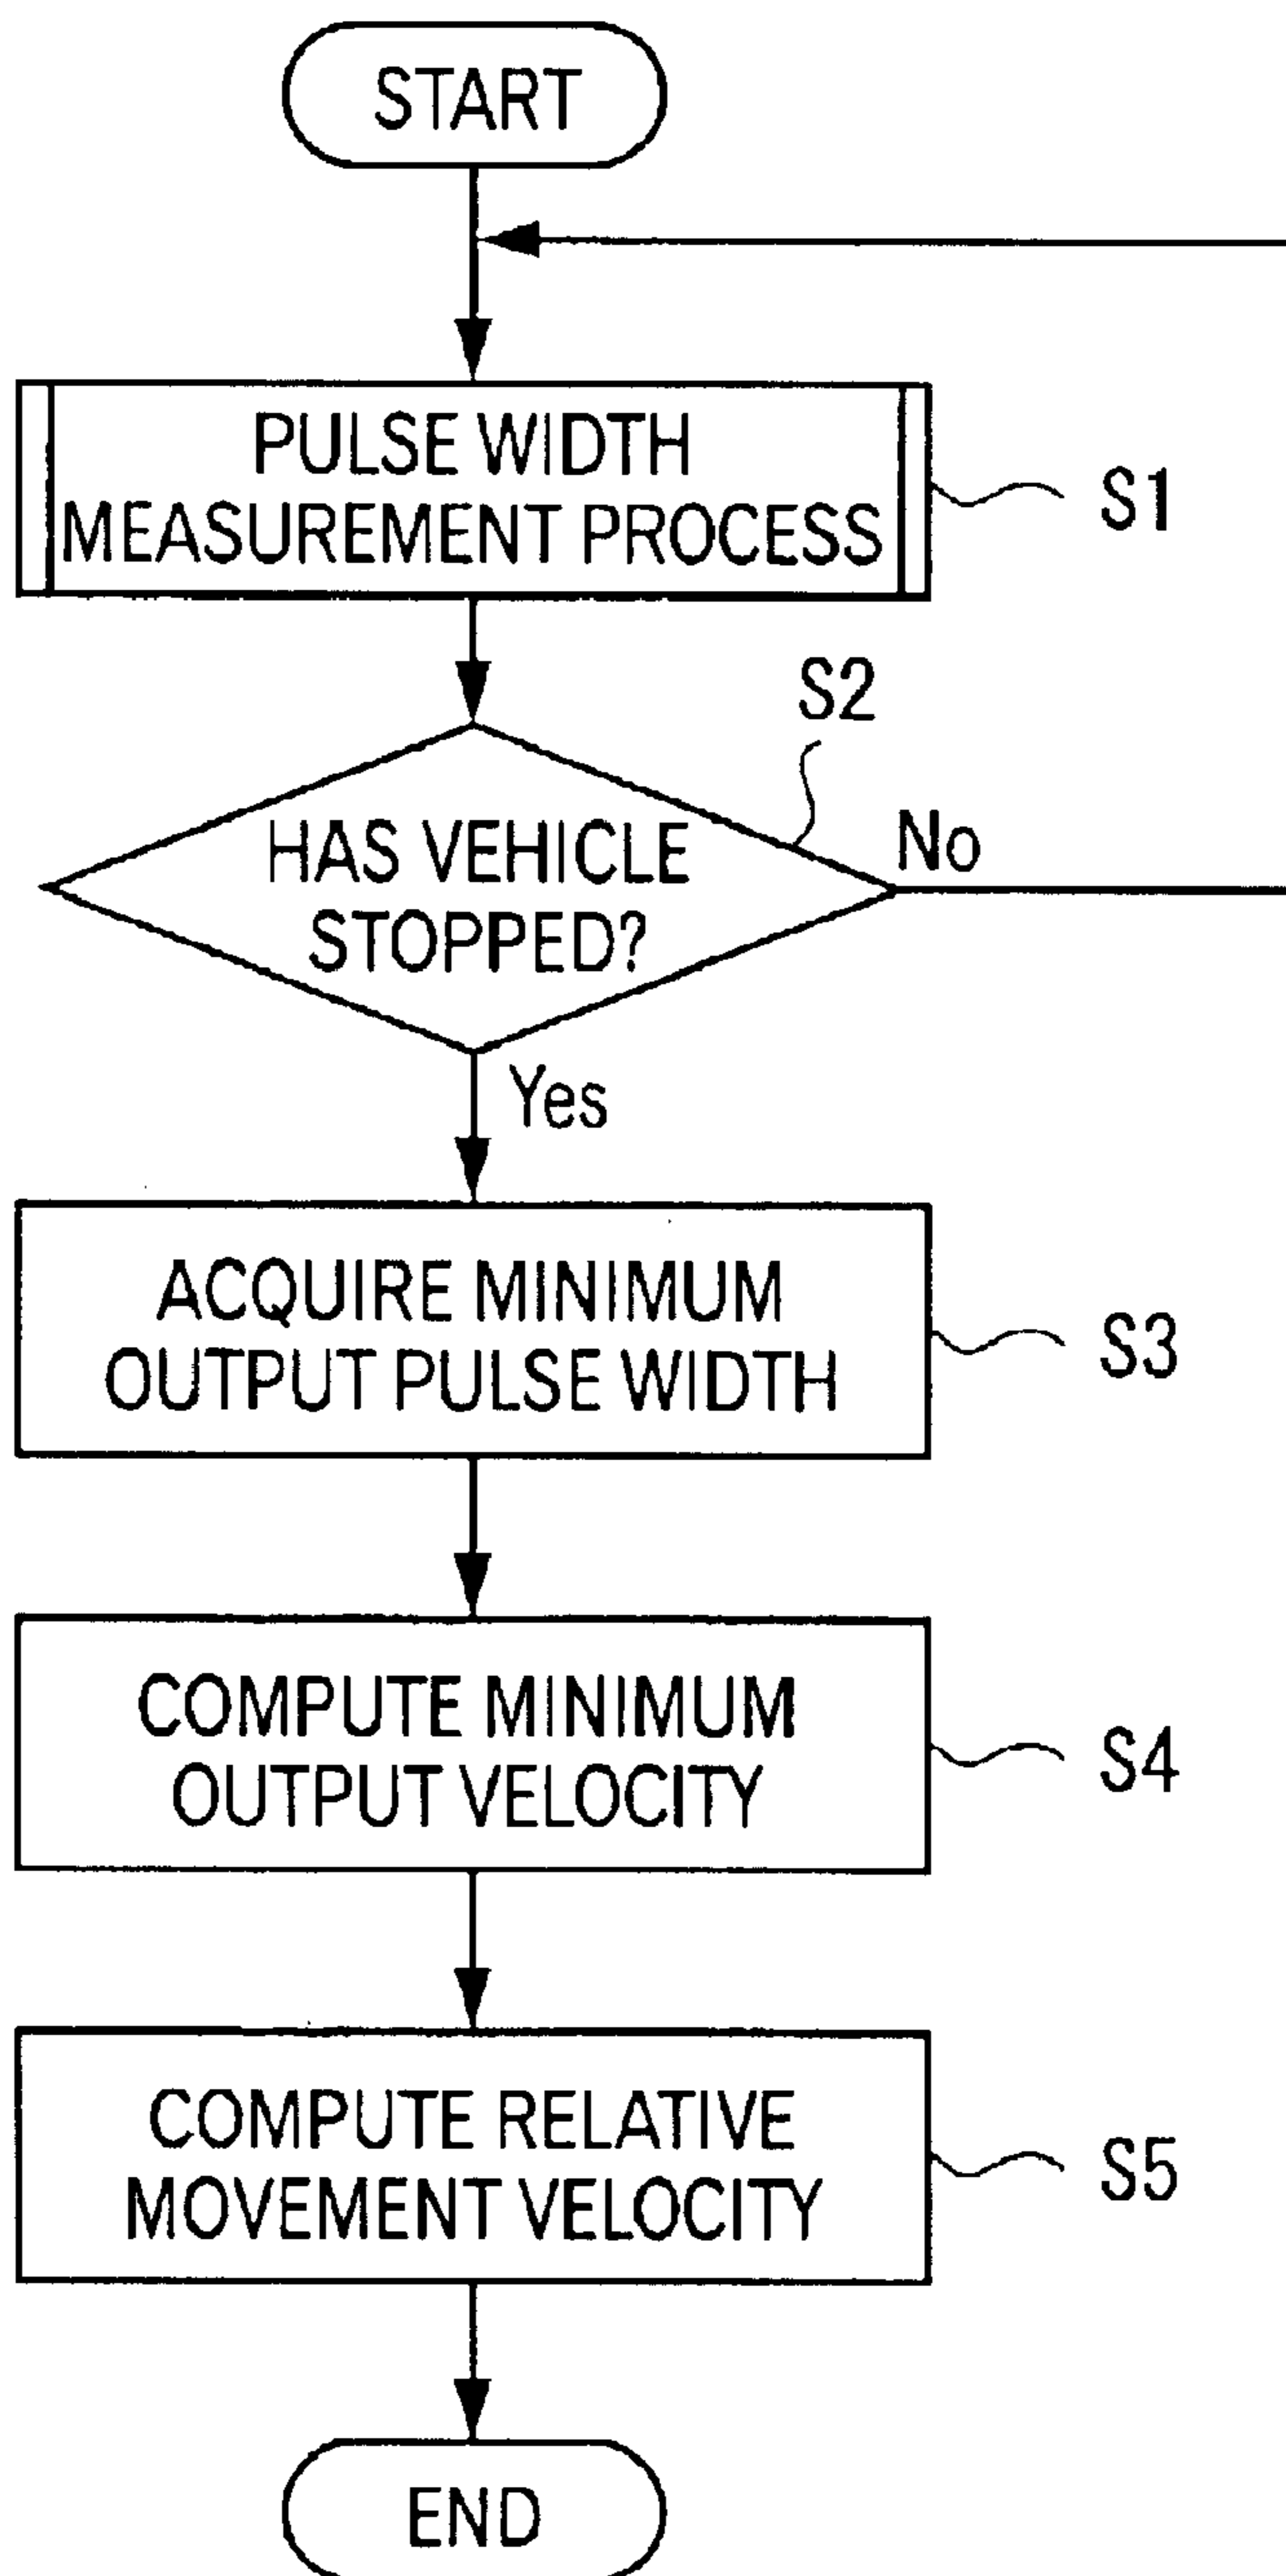 START
PULSE WIDTH
MEASUREMENT PROCESS
S1
S2
HAS VEHICLE
STOPPED?
No
Yes
ACQUIRE MINIMUM
OUTPUT PULSE WIDTH
S3
COMPUTE MINIMUM
OUTPUT VELOCITY
S4
COMPUTE RELATIVE
MOVEMENT VELOCITY
S5
END